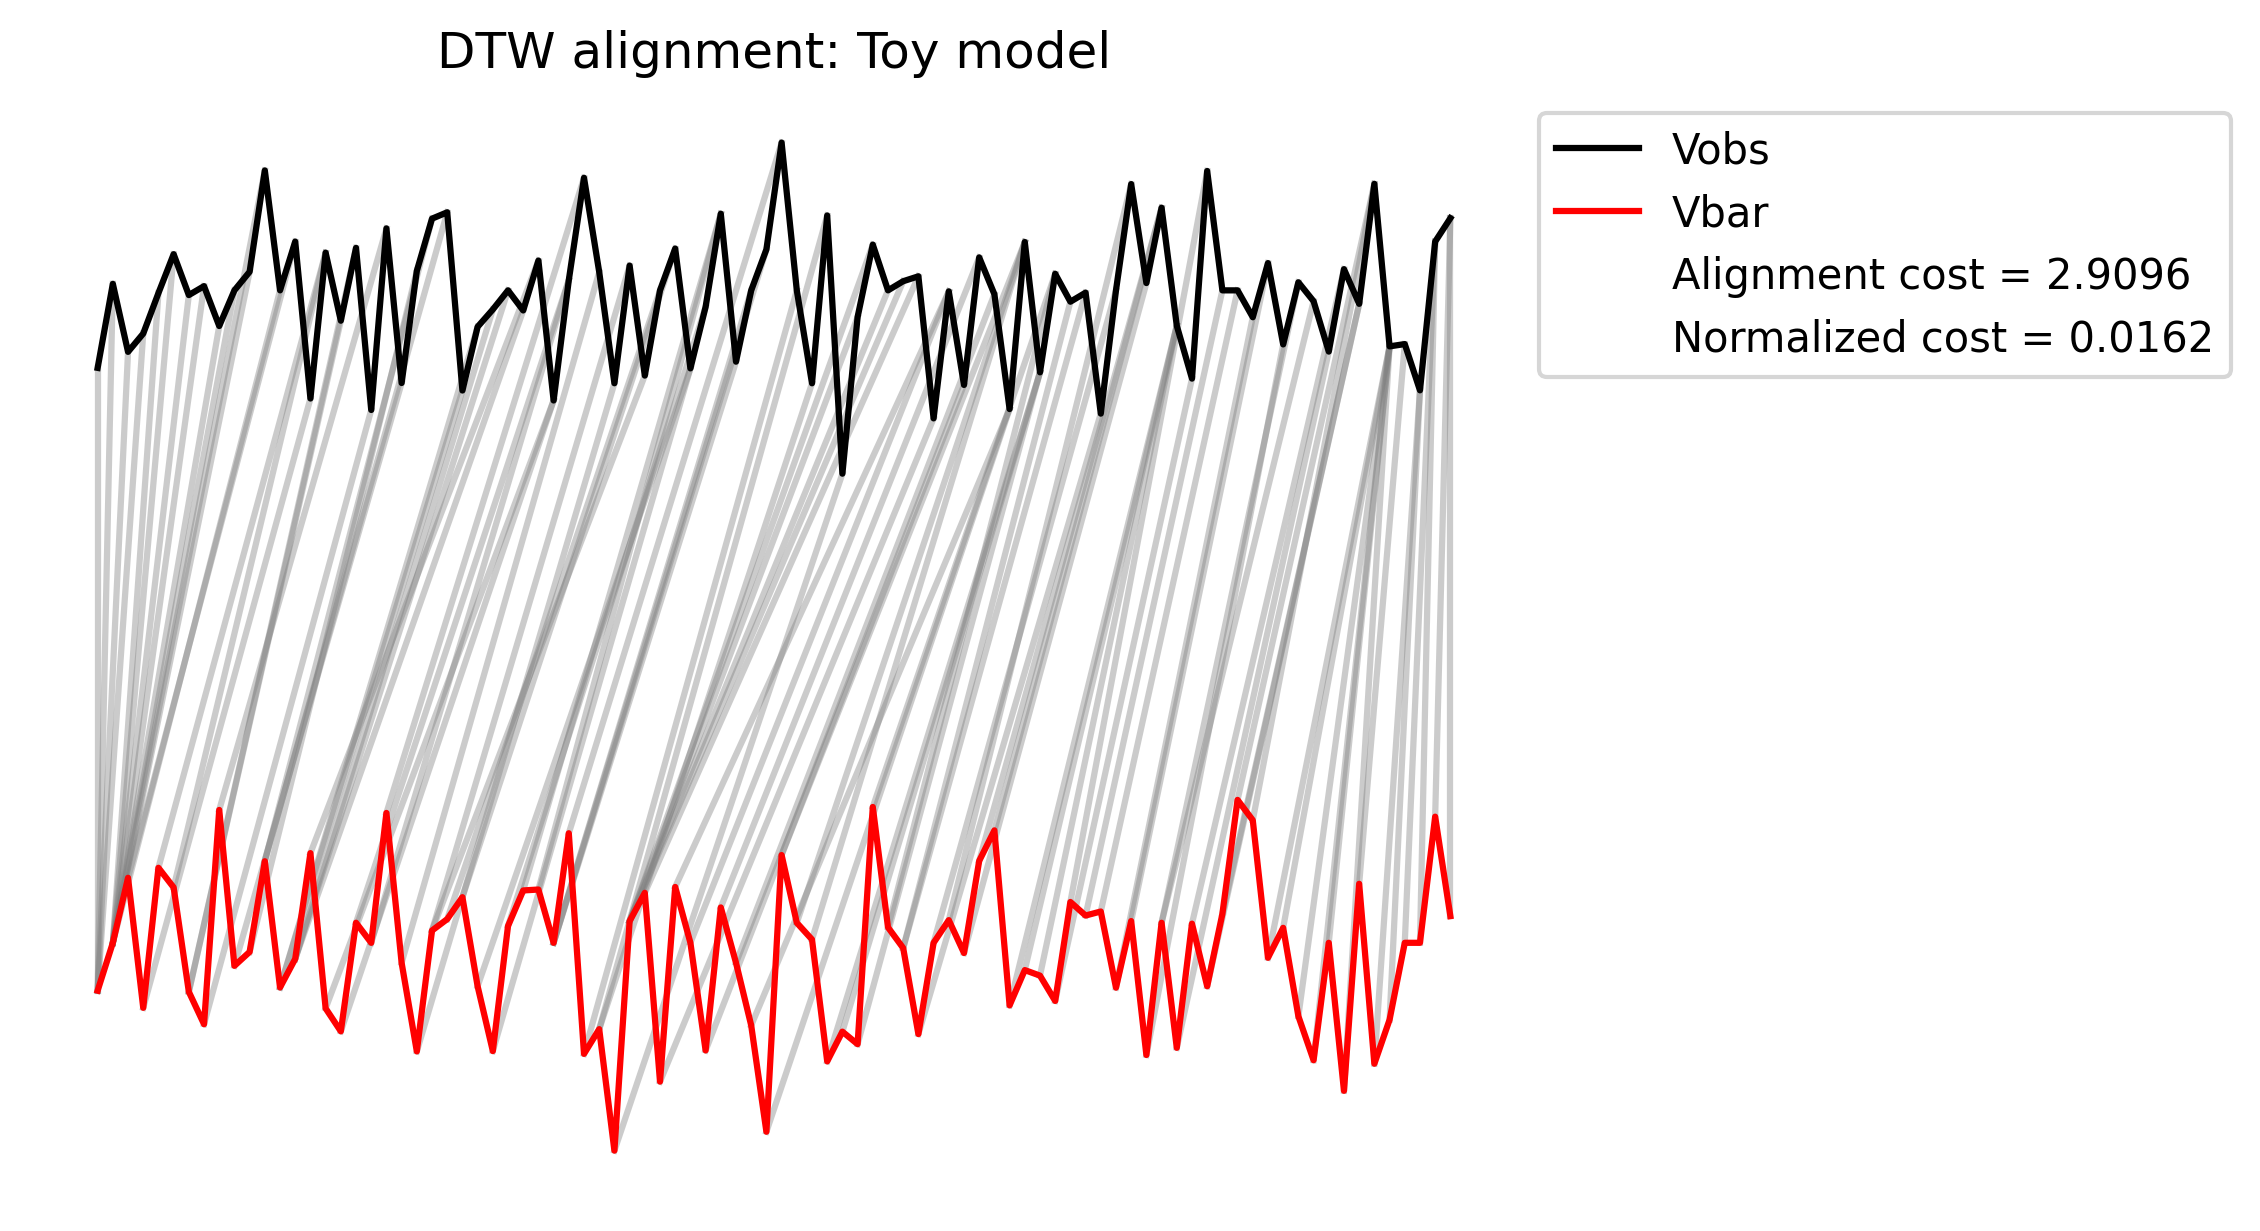 DTW alignment: Toy model
Vobs
Vbar
Alignment cost = 2.9096
Normalized cost = 0.0162